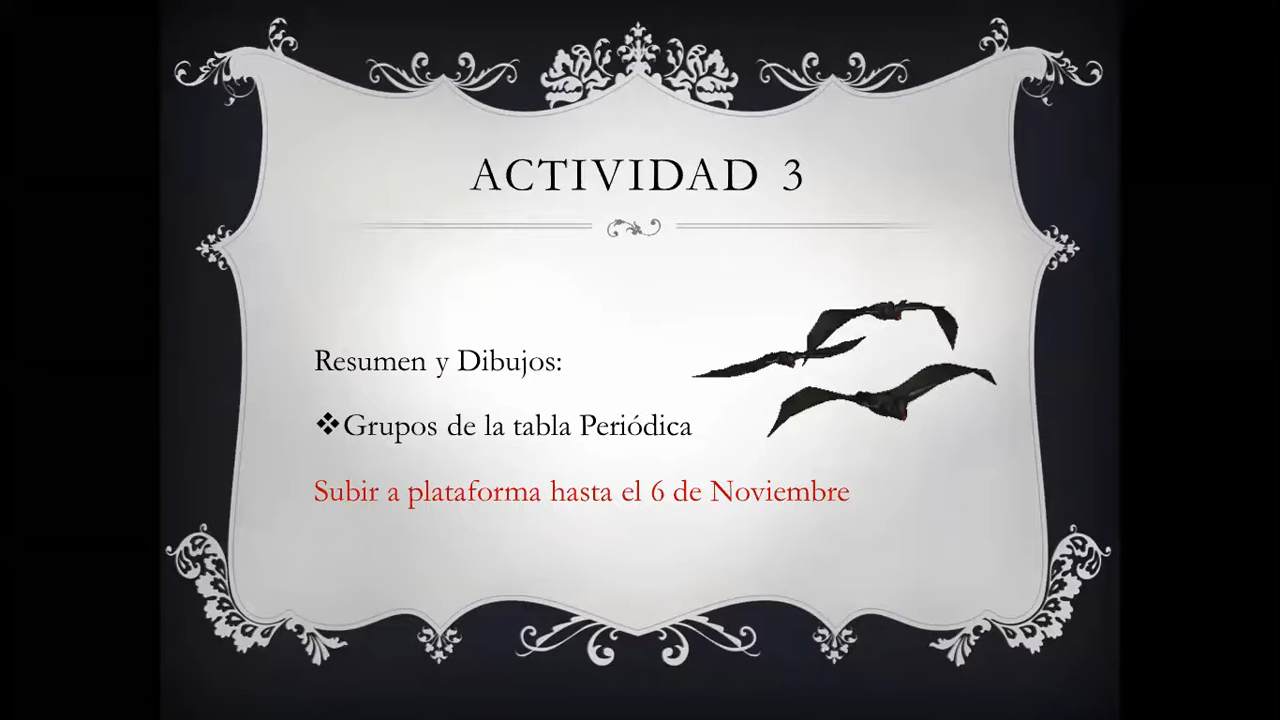 ACTIVIDAD 3
Resumen y Dibujos:
❖Grupos de la tabla Periódica
Subir a plataforma hasta el 6 de Noviembre